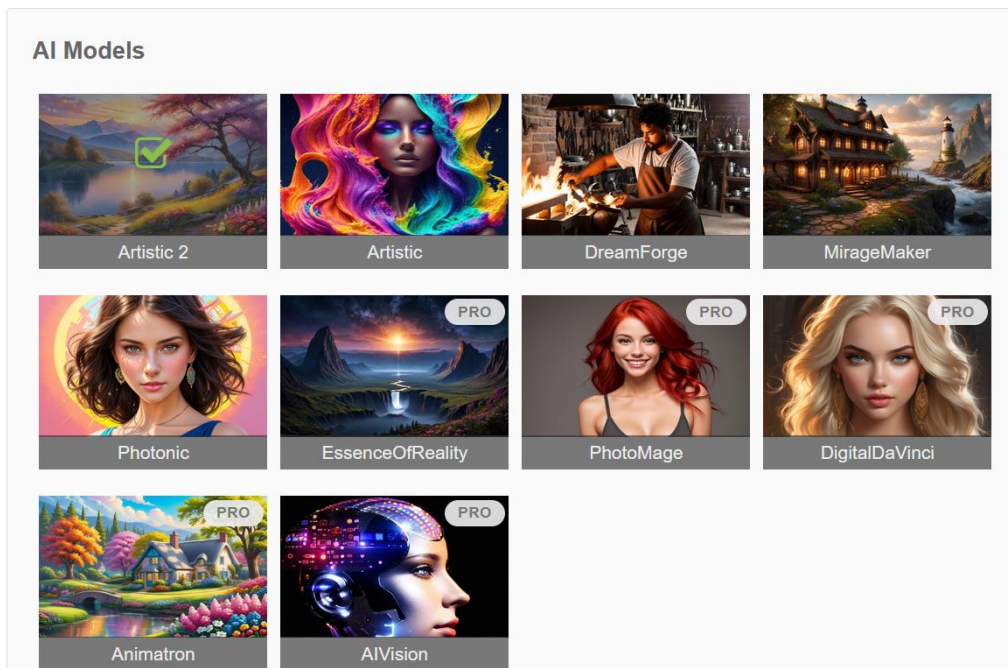 AI Models
Artistic 2
Artistic
DreamForge
MirageMaker
PRO
PRO
PRO
Photonic
EssenceOfReality
PhotoMage
DigitalDaVinci
PRO
PRO
Animatron
AIVision